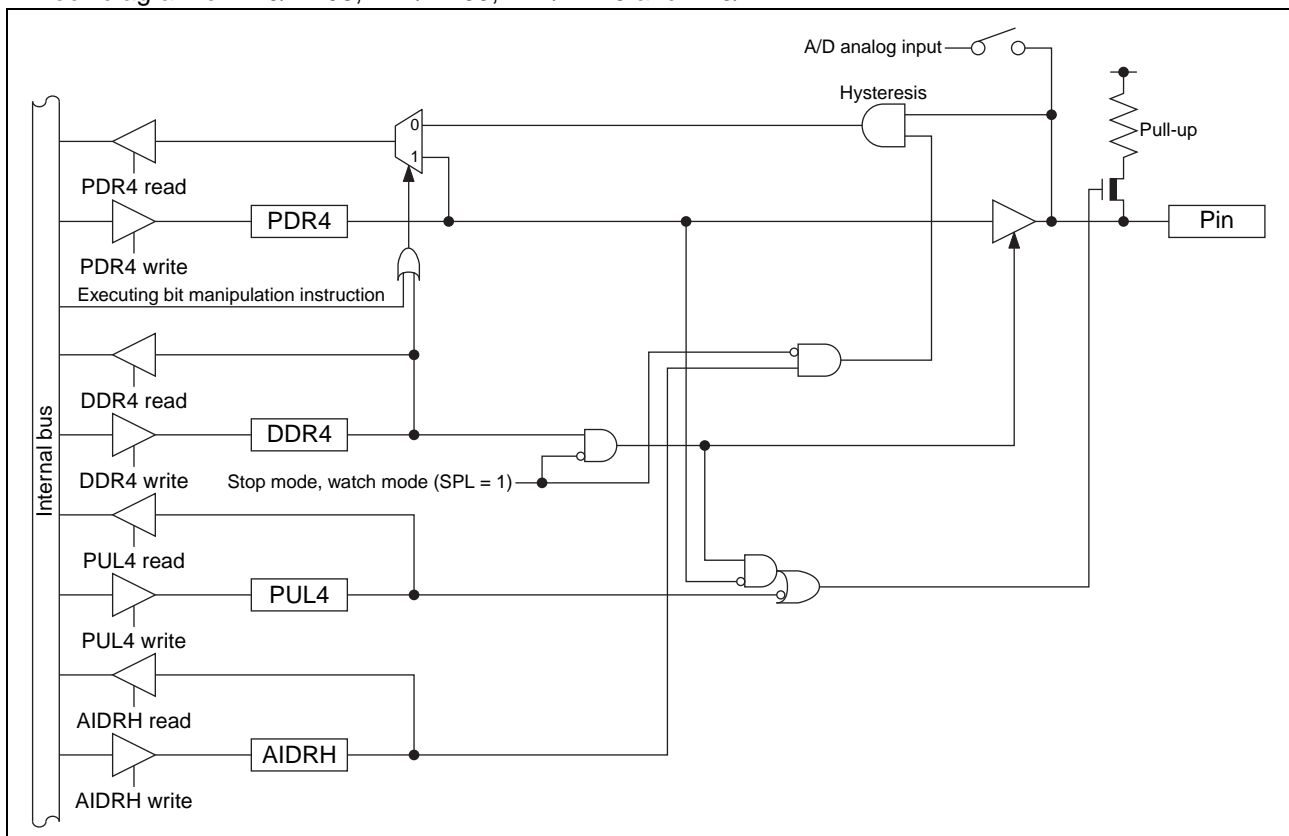 A/D analog input
Hysteresis
0
1
Pull-up
PDR4 read
PDR4
Pin
PDR4 write
Executing bit manipulation instruction
DDR4 read
DDR4
DDR4 write
Stop mode, watch mode (SPL = 1)
Internal bus
PUL4 read
PUL4
PUL4 write
AIDRH read
AIDRH
AIDRH write